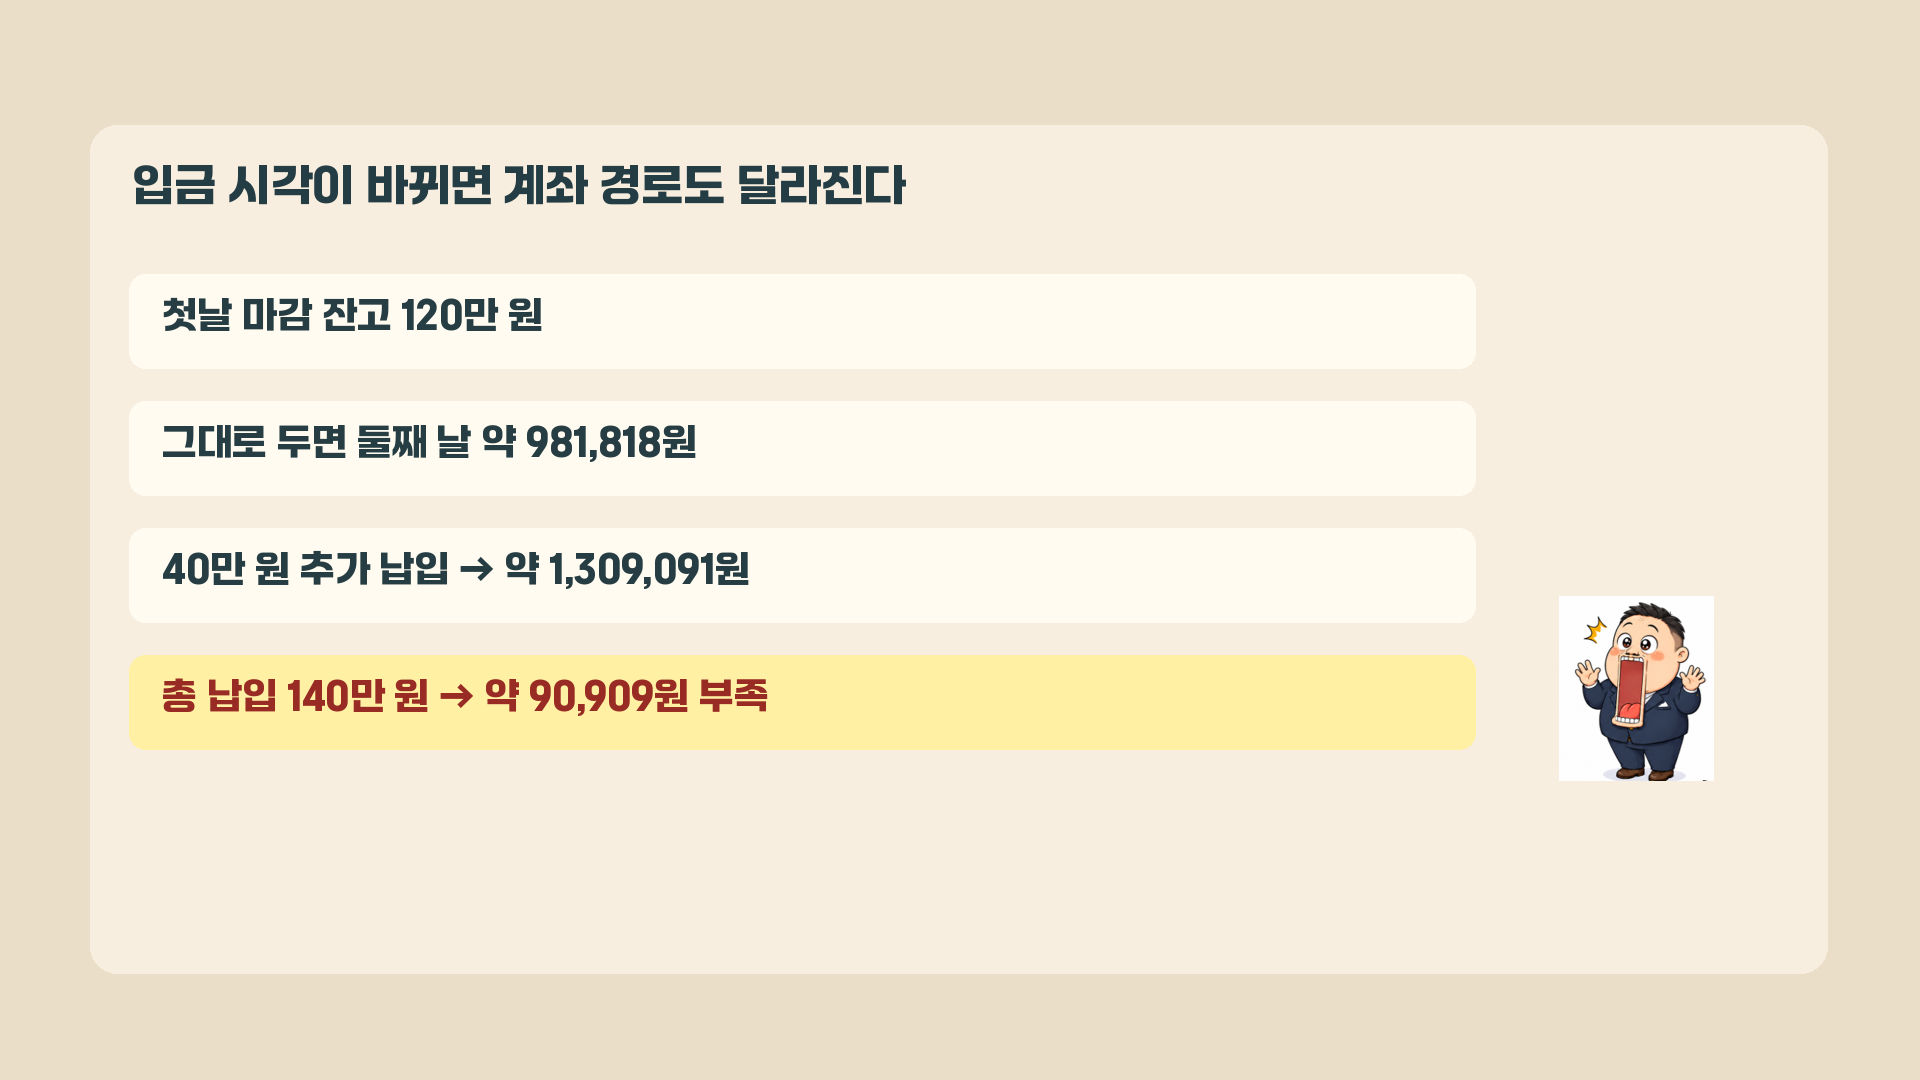 입금 시각이 바뀌면 계좌 경로도 달라진다
첫날 마감 잔고 120만 원
그대로 두면 둘째 날 약 981,818원
40만 원 추가 납입 → 약 1,309,091원
총 납입 140만 원 → 약 90,909원 부족